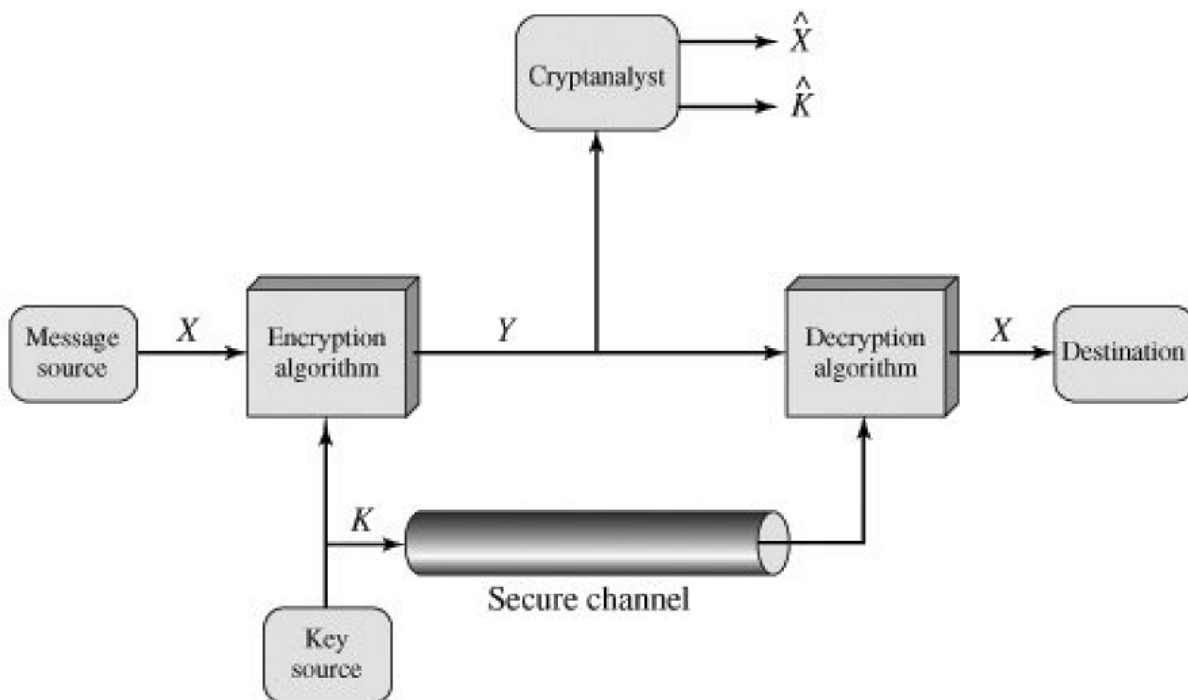 Cryptanalyst
X̂
K̂
Message
source
X
Encryption
algorithm
Y
Decryption
algorithm
X
Destination
K
Secure channel
Key
source